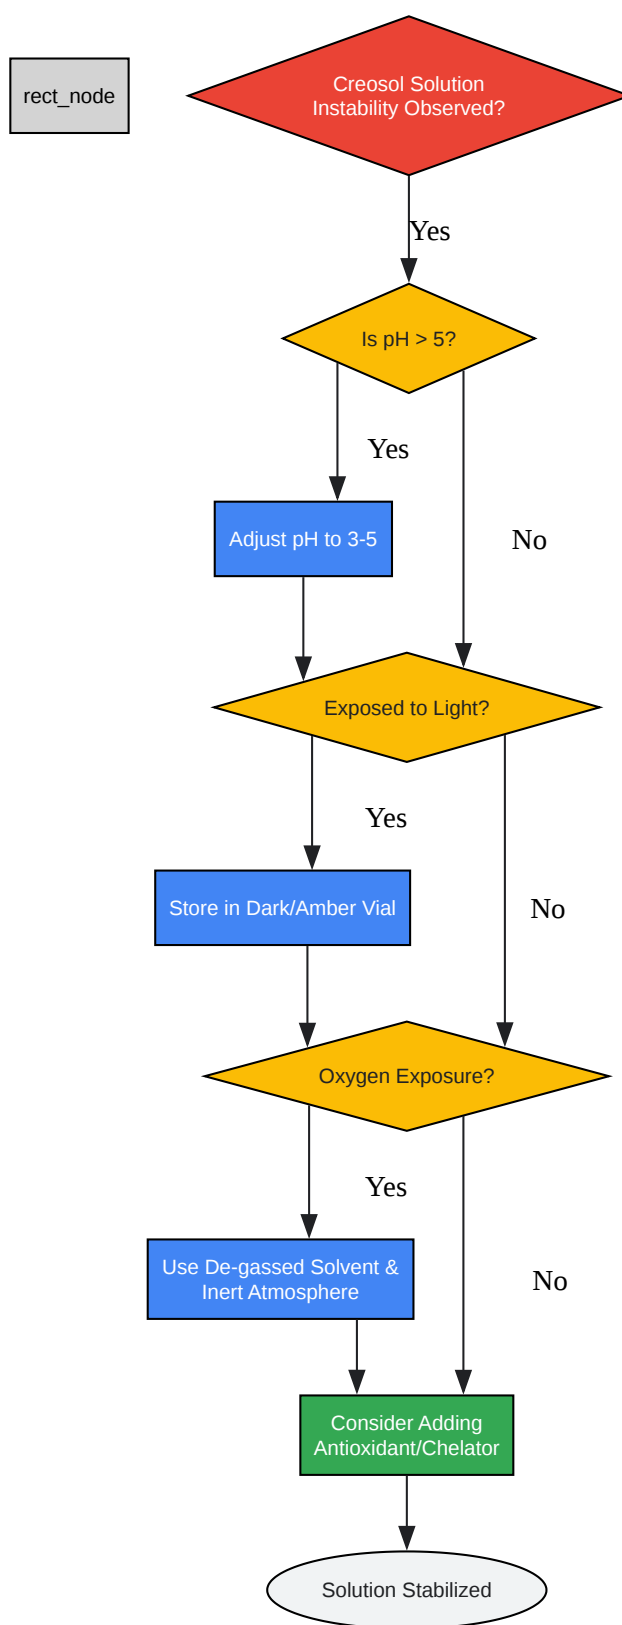 rect_node
Creosol Solution
Instability Observed?
Yes
Is pH > 5?
Yes
Adjust pH to 3-5
No
Exposed to Light?
Yes
Store in Dark/Amber Vial
No
Oxygen Exposure?
Yes
Use De-gassed Solvent &
Inert Atmosphere
No
Consider Adding
Antioxidant/Chelator
Solution Stabilized